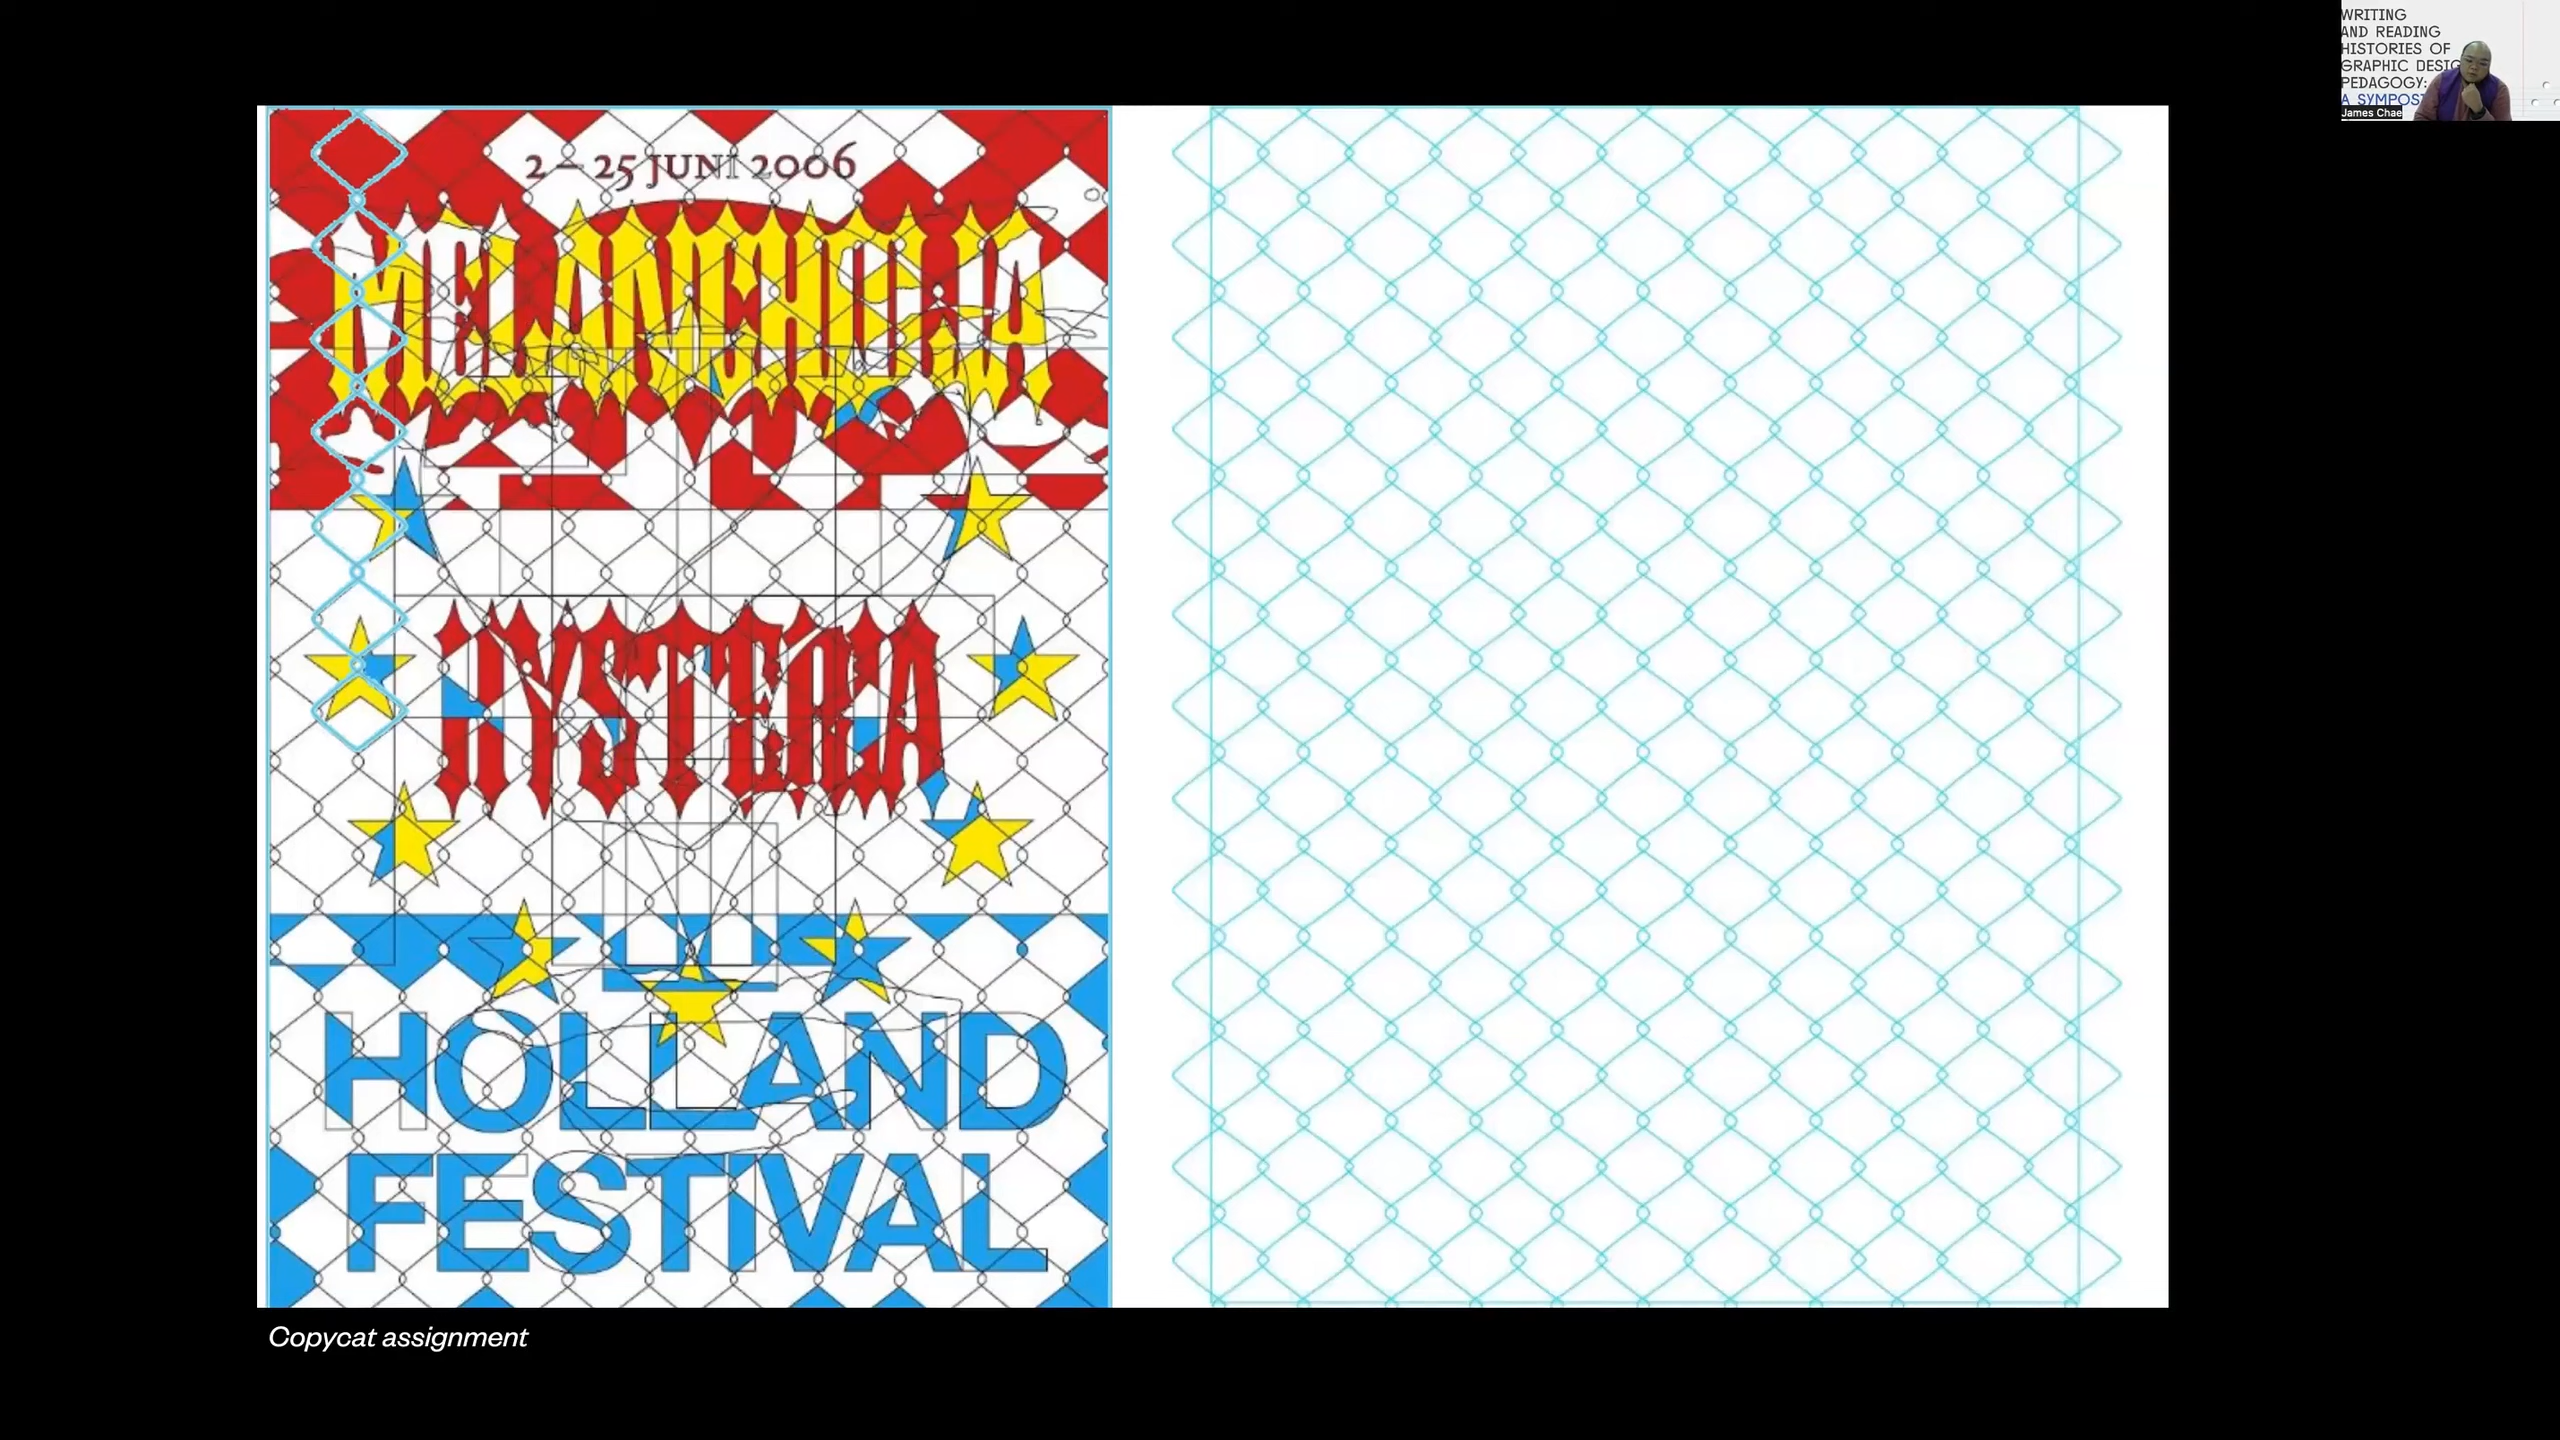 2 – 25 JUNI 2006
MELANCHOLIA
HYSTERIA
HOLLAND
FESTIVAL
Copycat assignment
WRITING
AND READING
HISTORIES OF
GRAPHIC DESIG
PEDAGOGY:
A SYMPOS
James Chae